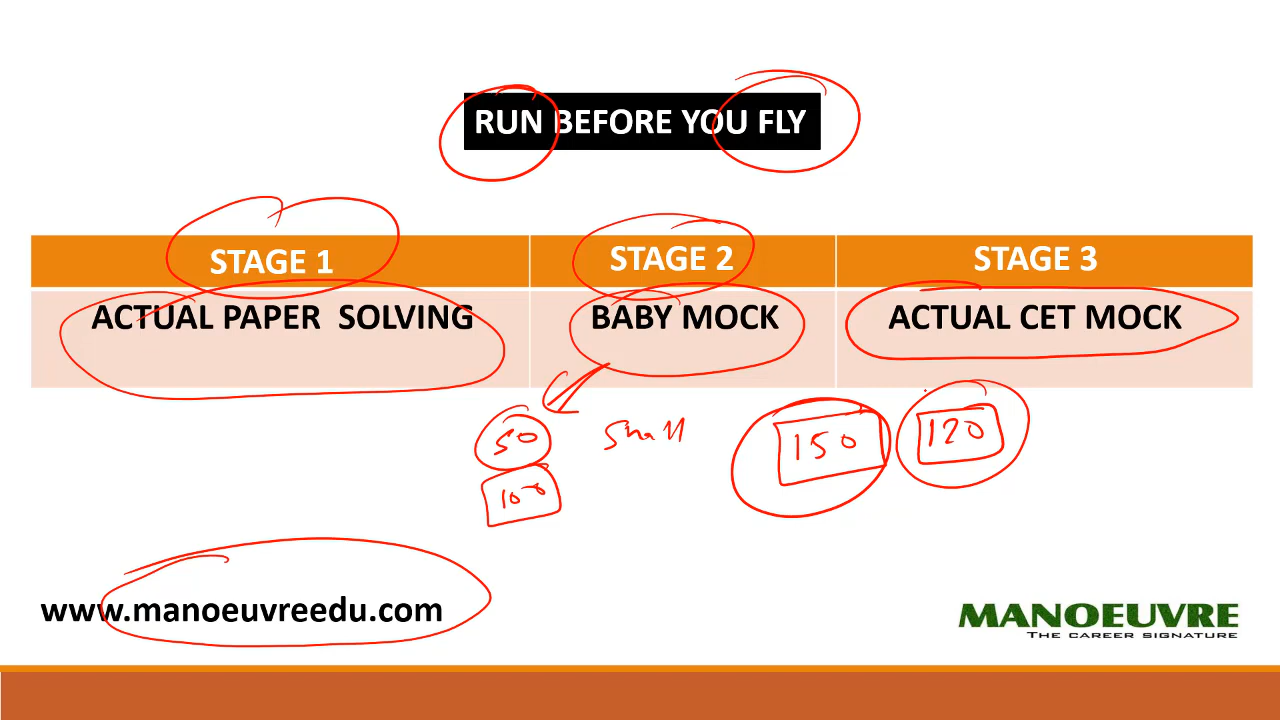 RUN BEFORE YOU FLY
STAGE 1 STAGE 2 STAGE 3
ACTUAL PAPER SOLVING BABY MOCK ACTUAL CET MOCK
50 150 120
100
www.manoeuvreedu.com
MANOEUVRE
THE CAREER SIGNATURE